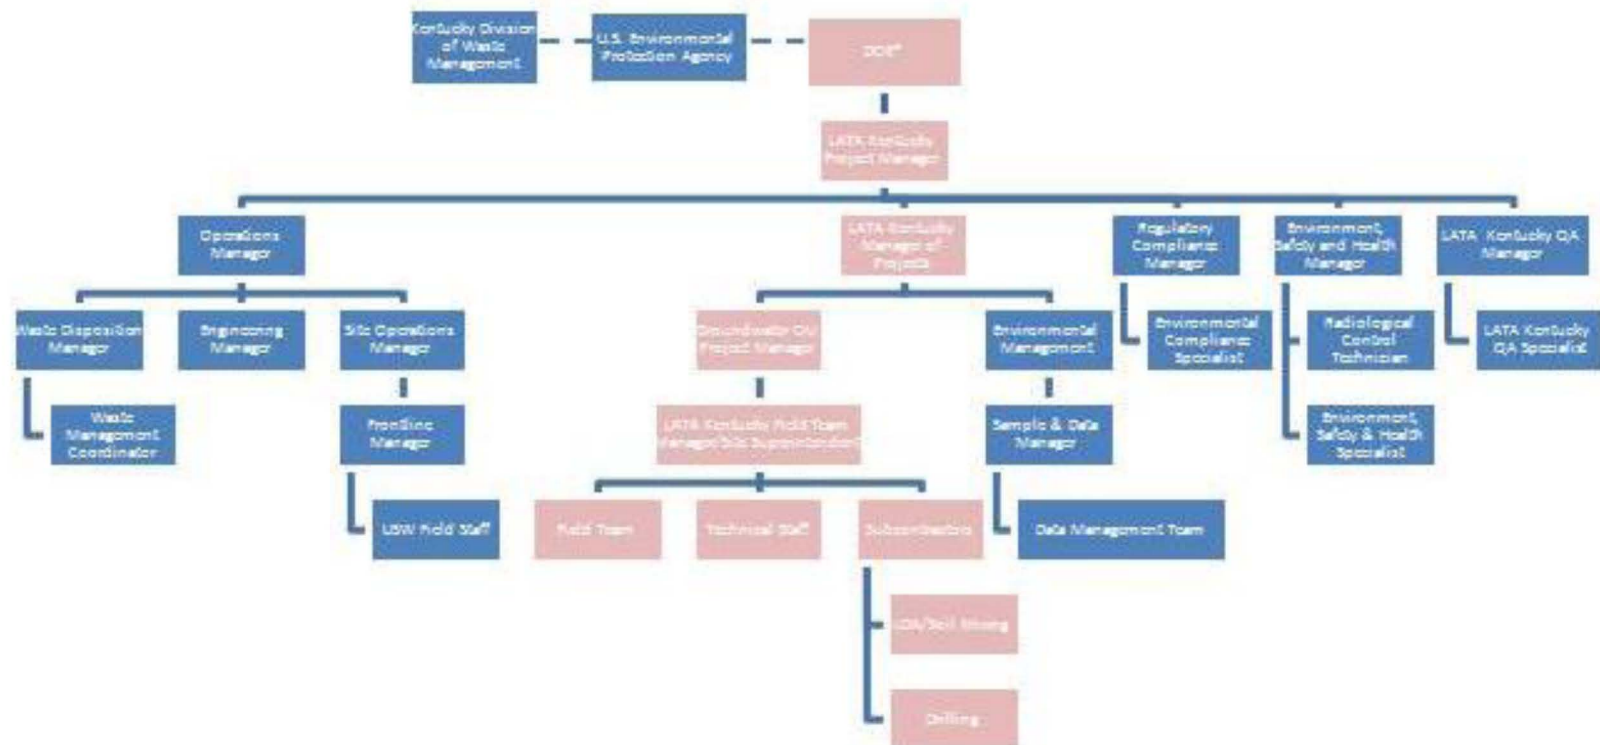 Kentucky Division
of Waste
Management
U.S. Environmental
Protection Agency
DOE*
LATA Kentucky
Project Manager
Operations
Manager
LATA Kentucky
Manager of
Projects
Regulatory
Compliance
Manager
Environment,
Safety and Health
Manager
LATA Kentucky QA
Manager
Waste Disposition
Manager
Engineering
Manager
Site Operations
Manager
Groundwater OU
Project Manager
Environmental
Management
Environmental
Compliance
Specialist
Radiological
Control
Technician
LATA Kentucky
QA Specialist
Waste
Management
Coordinator
Frontline
Manager
LATA Kentucky Field Team
Manager/Site Superintendent
Sample & Data
Manager
Environment,
Safety & Health
Specialist
USW Field Staff
Field Team
Technical Staff
Subcontractors
Data Management Team
LDA/Soil Mixing
Drilling